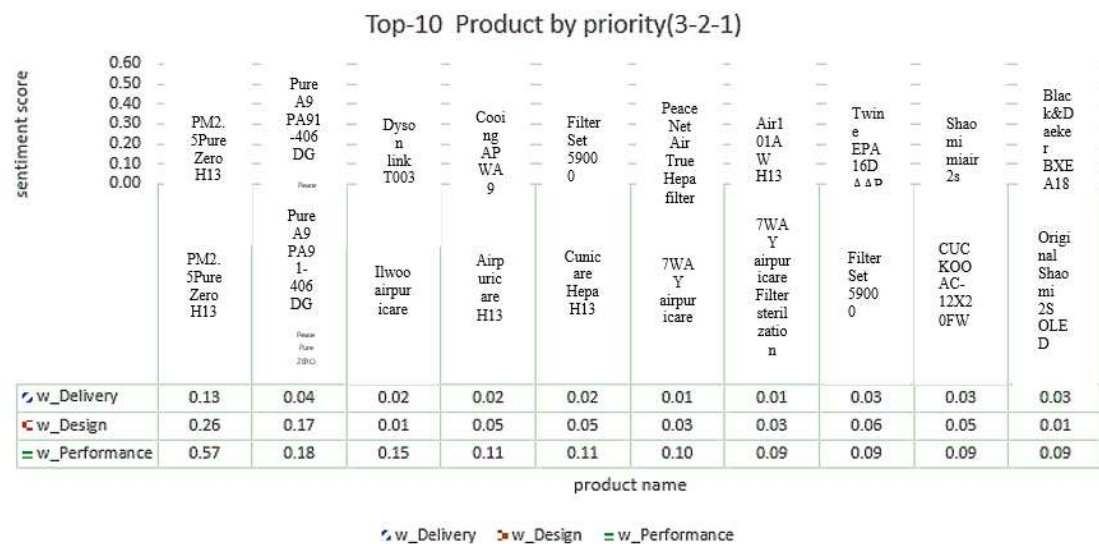 Top-10 Product by priority(3-2-1)
sentiment score
0.60
0.50
0.40
0.30
0.20
0.10
0.00
PM2.
5Pure
Zero
H13
Pure
A9
PA91
-406
DG
Please
Dyso
n
link
T003
Cooi
ng
AP
WA
9
Filter
Set
5900
0
Peace
Net
Air
True
Hepa
filter
Air1
01A
W
H13
Twin
e
EPA
16D
Shao
mi
miair
2s
Blac
k&D
aeke
r
BXE
A18
PM2.
5Pure
Zero
H13
Pure
A9
PA9
1-
406
DG
Please
Pure
ZERO
Ilwoo
airpur
icare
Airp
uric
are
H13
Cunic
are
Hepa
H13
7WA
Y
airpur
icare
7WA
Y
airpur
icare
Filter
steril
zatio
n
Filter
Set
5900
0
CUC
KOO
AC-
12X2
0FW
Origi
nal
Shao
mi
2S
OLE
D
w_Delivery 0.13 0.04 0.02 0.02 0.02 0.01 0.01 0.03 0.03 0.03
w_Design 0.26 0.17 0.01 0.05 0.05 0.03 0.03 0.06 0.05 0.01
w_Performance 0.57 0.18 0.15 0.11 0.11 0.10 0.09 0.09 0.09 0.09
product name
w_Delivery w_Design w_Performance